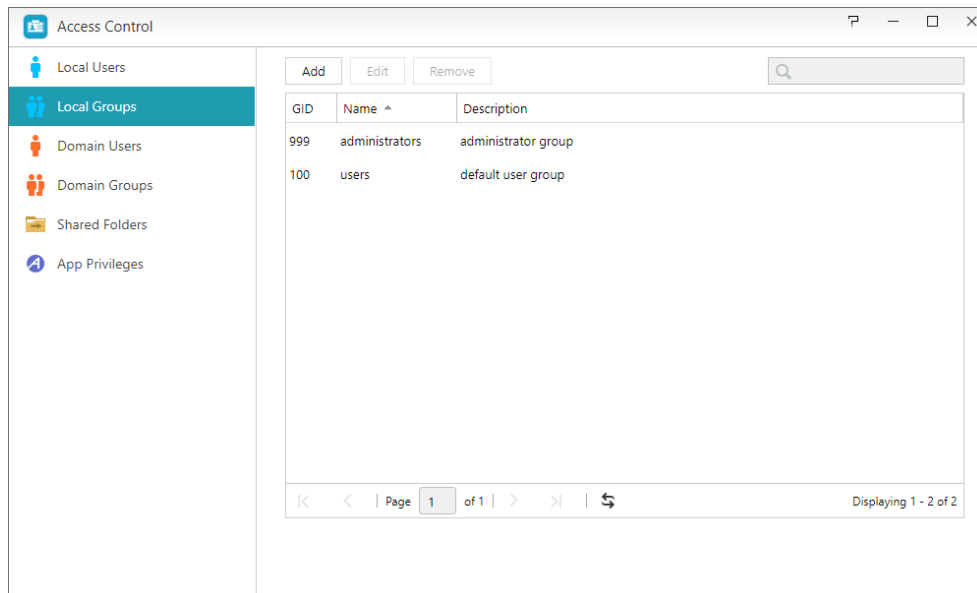 Access Control
Local Users
Local Groups
Domain Users
Domain Groups
Shared Folders
App Privileges
Add Edit Remove
GID Name Description
999 administrators administrator group
100 users default user group
Page 1 of 1 Displaying 1 - 2 of 2